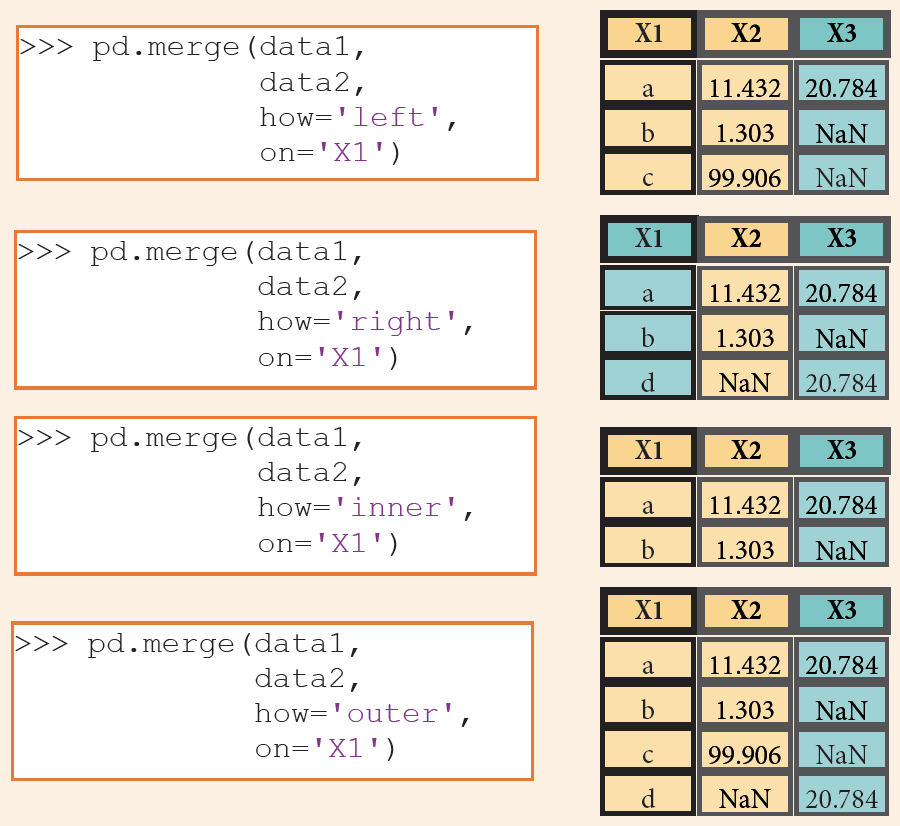 >>> pd.merge(data1,
data2,
how='left',
on='X1')
X1 X2 X3
a 11.432 20.784
b 1.303 NaN
c 99.906 NaN
>>> pd.merge(data1,
data2,
how='right',
on='X1')
X1 X2 X3
a 11.432 20.784
b 1.303 NaN
d NaN 20.784
>>> pd.merge(data1,
data2,
how='inner',
on='X1')
X1 X2 X3
a 11.432 20.784
b 1.303 NaN
>>> pd.merge(data1,
data2,
how='outer',
on='X1')
X1 X2 X3
a 11.432 20.784
b 1.303 NaN
c 99.906 NaN
d NaN 20.784